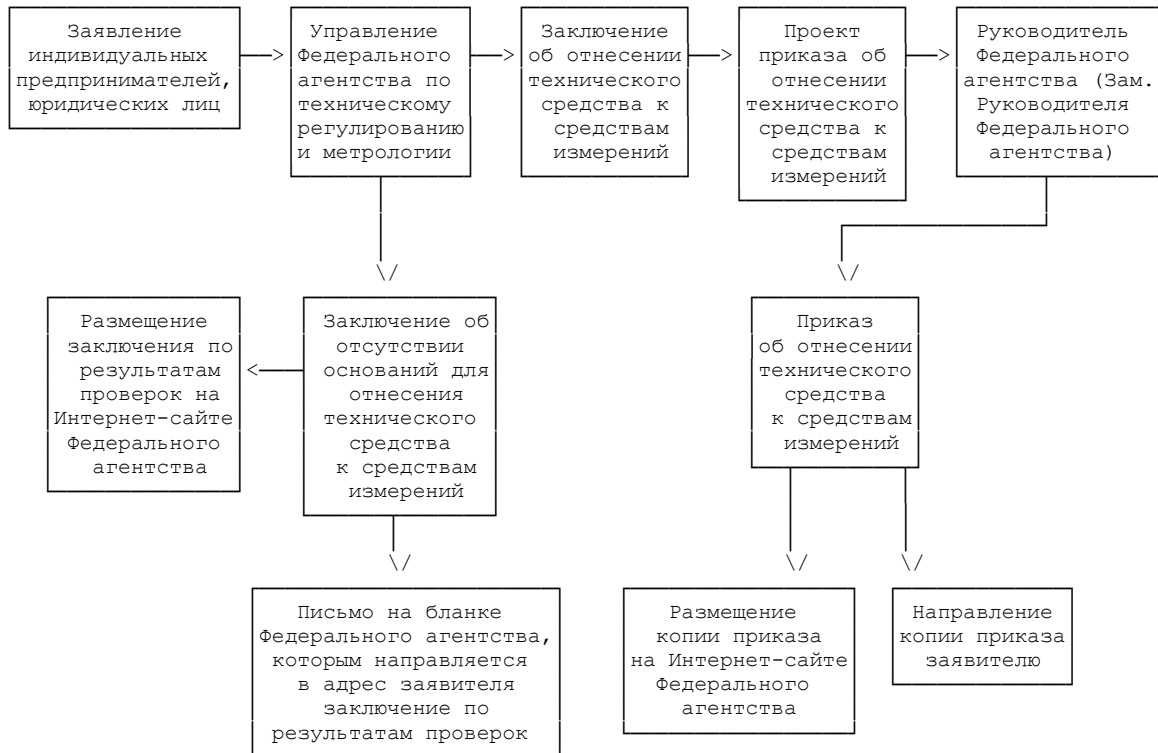 Заявление
индивидуальных
предпринимателей,
юридических лиц
Управление
Федерального
агентства по
техническому
регулированию
и метрологии
Заключение
об отнесении
технического
средства к
средствам
измерений
Проект
приказа об
отнесении
технического
средства к
средствам
измерений
Руководитель
Федерального
агентства (Зам.
Руководителя
Федерального
агентства)
Размещение
заключения по
результатам
проверок на
Интернет-сайте
Федерального
агентства
Заключение об
отсутствии
оснований для
отнесения
технического
средства
к средствам
измерений
Приказ
об отнесении
технического
средства
к средствам
измерений
Письмо на бланке
Федерального агентства,
которым направляется
в адрес заявителя
заключение по
результатам проверок
Размещение
копии приказа
на Интернет-сайте
Федерального
агентства
Направление
копии приказа
заявителю